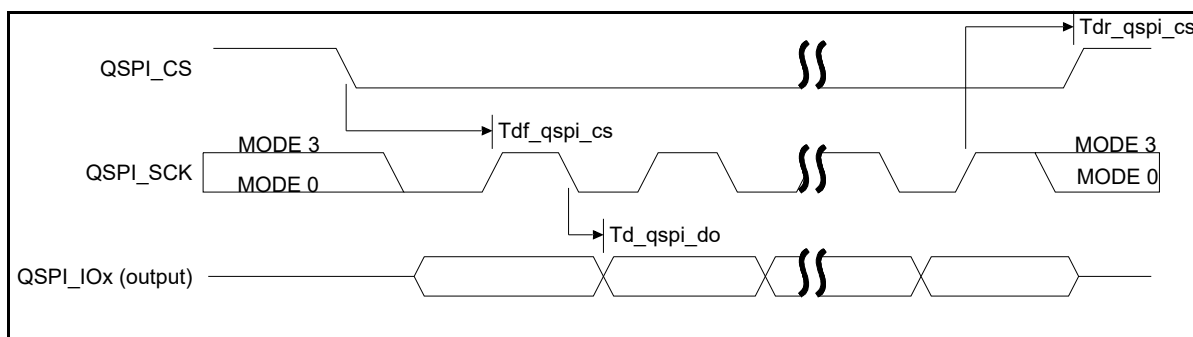 Tdr_qspi_cs
QSPI_CS
Tdf_qspi_cs
MODE 3
MODE 3
QSPI_SCK
MODE 0
MODE 0
Td_qspi_do
QSPI_IOx (output)